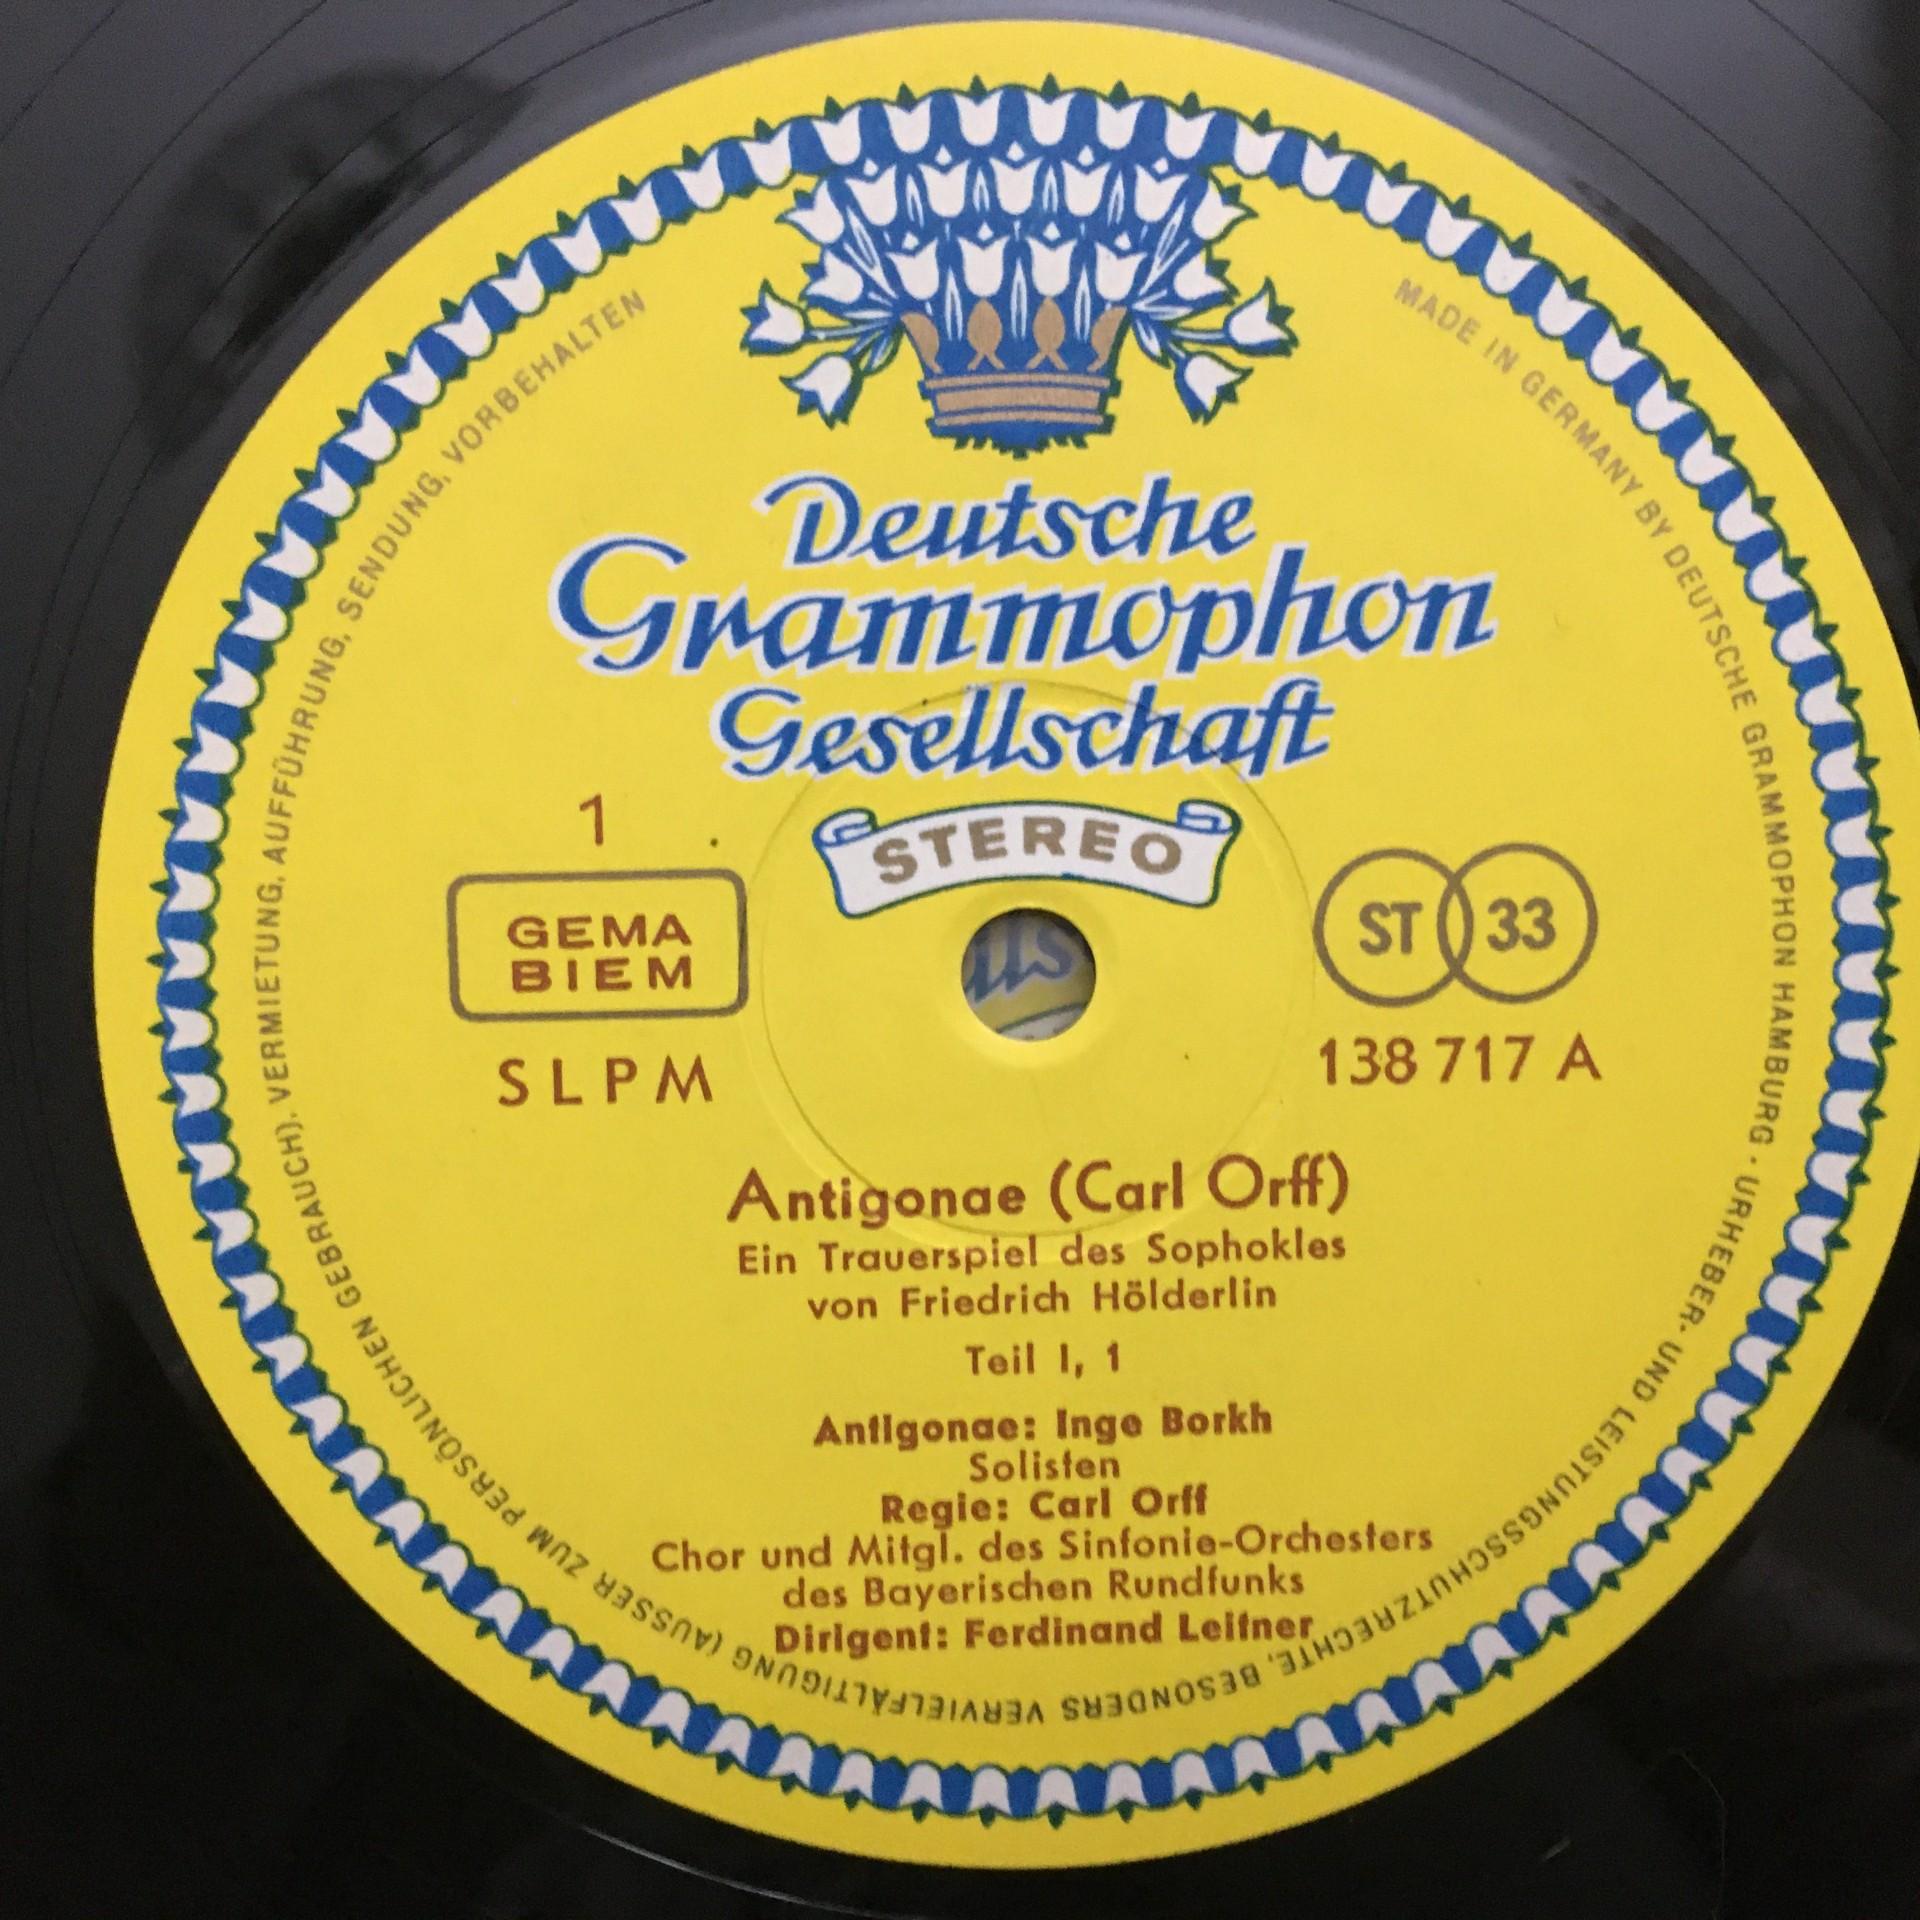 Deutsche
Grammophon
Gesellschaft
STEREO
1
GEMA
BIEM
SLPM
ST 33
138 717 A
Antigonae (Carl Orff)
Ein Trauerspiel des Sophokles
von Friedrich Hölderlin
Teil I, 1
Antigonae: Inge Borkh
Solisten
Regie: Carl Orff
Chor und Mitgl. des Sinfonie-Orchesters
des Bayerischen Rundfunks
Dirigent: Ferdinand Leitner
MADE IN GERMANY BY DEUTSCHE GRAMMOPHON HAMBURG · URHEBER- UND LEISTUNGSSCHUTZRECHTE, BESONDERS VERVIELFÄLTIGUNG (AUSSER ZUM PERSÖNLICHEN GEBRAUCH), VERMIETUNG, AUFFÜHRUNG, SENDUNG, VORBEHALTEN